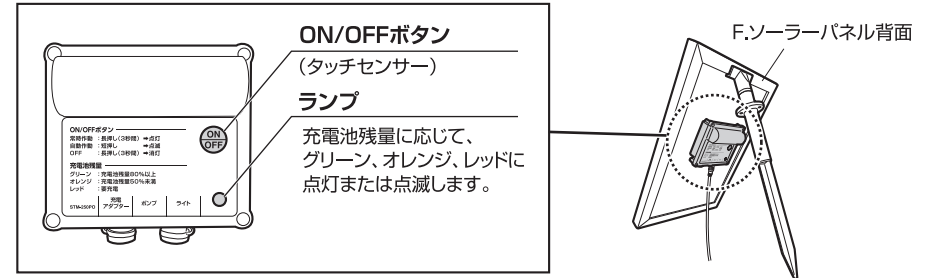 ON/OFFボタン
(タッチセンサー)
ランプ
充電池残量に応じて、
グリーン、オレンジ、レッドに
点灯または点滅します。
F.ソーラーパネル背面
ON/OFFボタン
常時作動 :長押し(3秒間) ➡点灯
自動作動 :短押し ➡点滅
OFF :長押し(3秒間) ➡消灯
ON
OFF
充電池残量
グリーン :充電池残量80%以上
オレンジ :充電池残量50%未満
レッド :要充電
STM-250PO
充電
アダプター
ポンプ
ライト